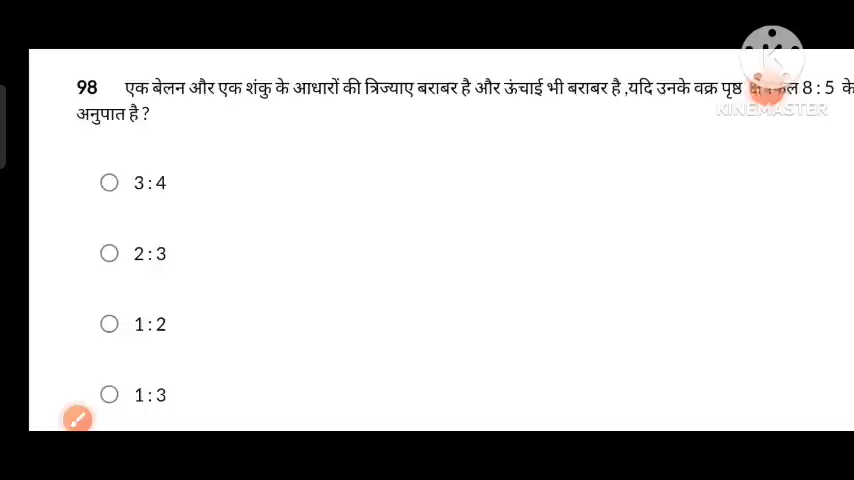 98 एक बेलन और एक शंकु के आधारों की त्रिज्याए बराबर है और ऊंचाई भी बराबर है ,यदि उनके वक्र पृष्ठ 8 : 5 के
अनुपात है ?
KINEMASTER
3 : 4
2 : 3
1 : 2
1 : 3